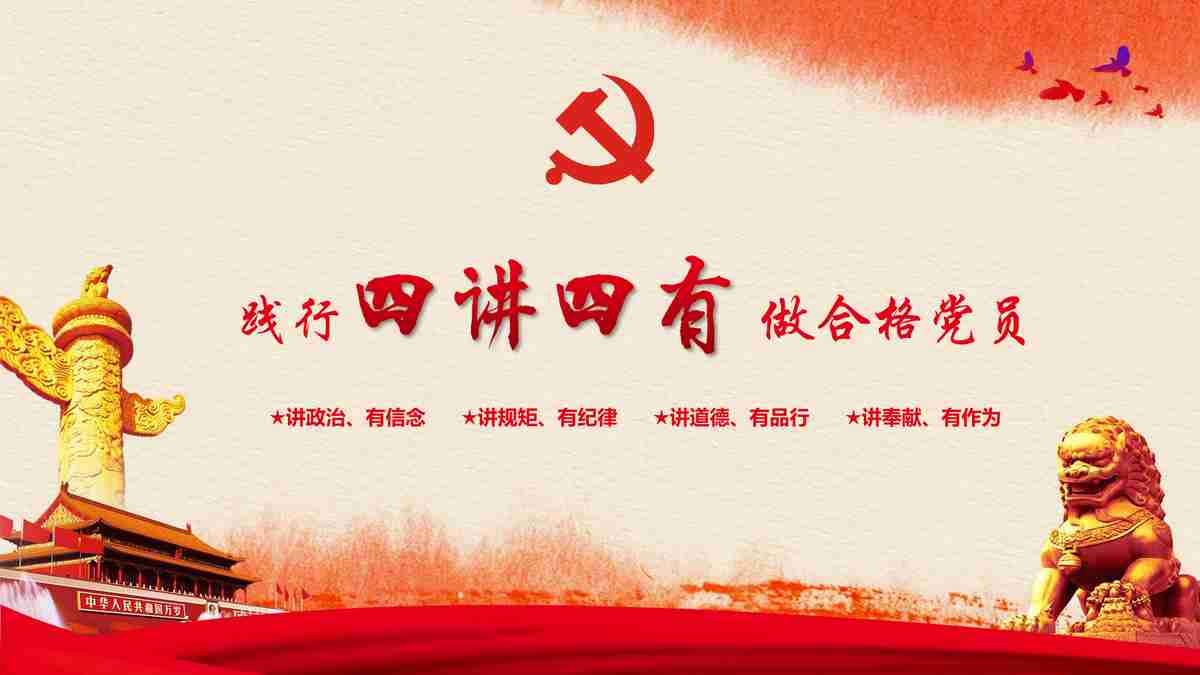 践行四讲四有 做合格党员
★讲政治、有信念 ★讲规矩、有纪律 ★讲道德、有品行 ★讲奉献、有作为
中华人民共和国万岁